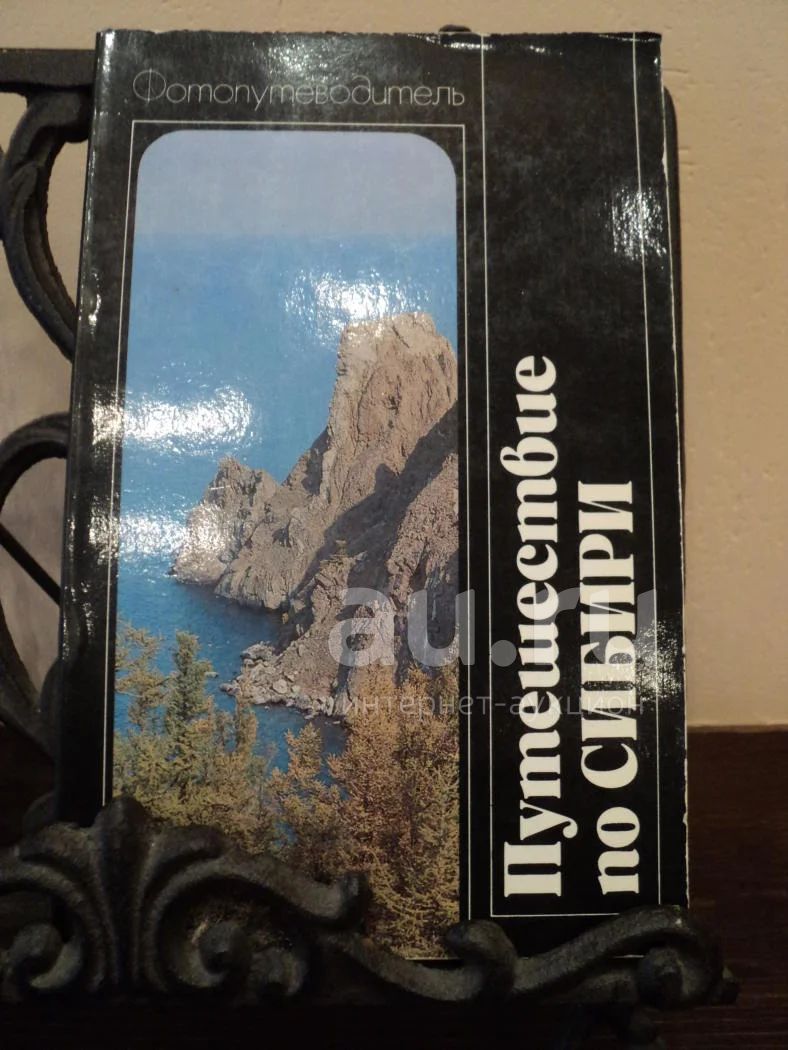 Фотопутеводитель
Путешествие
по СИБИРИ
au.ru
интернет-аукцион